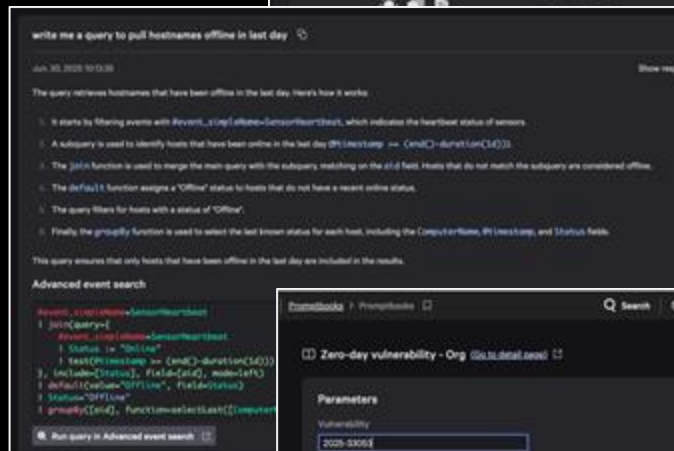 write me a query to pull hostnames offline in last day
Jun 30, 2025
Show
The query retrieves hostnames that have been offline in the last day. Here's how it works:
1. It starts by filtering events with #event_simpleName=SensorHeartbeat, which indicates the heartbeat status of sensors.
2. A subquery is used to identify hosts that have been online in the last day (@timestamp >= (end()-duration(1d))).
3. The join function is used to merge the main query with the subquery, matching on the aid field. Hosts that do not match the subquery are considered offline.
4. The default function assigns a "Offline" status to hosts that do not have a recent online status.
5. The query filters for hosts with a status of "Offline".
6. Finally, the groupBy function is used to select the last known status for each host, including the ComputerName, @timestamp, and Status fields.
This query ensures that only hosts that have been offline in the last day are included in the results.
Advanced event search
#event_simpleName=SensorHeartbeat
| join(query={
#event_simpleName=SensorHeartbeat
| Status := "Online"
| test(@timestamp >= (end()-duration(1d)))
}, include=[Status], field=[aid], mode=left)
| default(value="Offline", field=Status)
| Status="Offline"
| groupBy([aid], function=selectLast([Computer
Run query in Advanced event search
Promptbooks > Promptbooks
Search
Zero-day vulnerability - Org (Go to detail page)
Parameters
Vulnerability
2025-33053